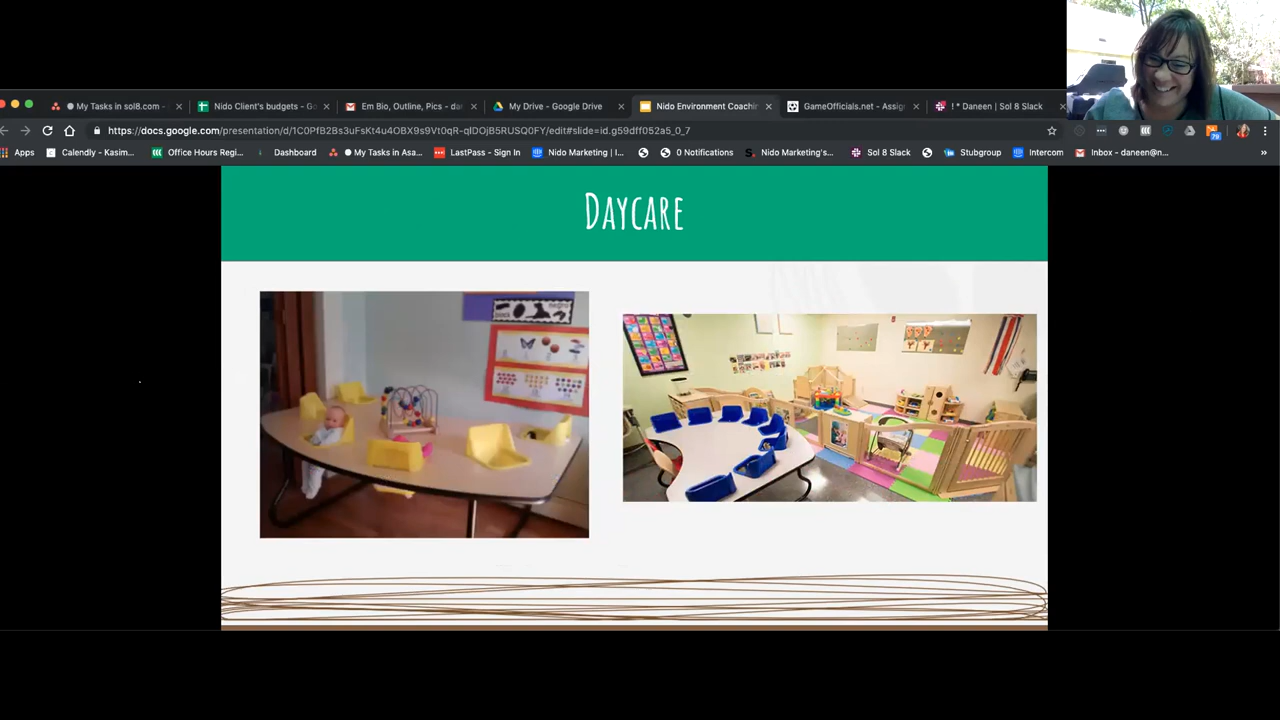 My Tasks in sol8.com -
Nido Client's budgets - Go
Em Bio, Outline, Pics - da
My Drive - Google Drive
Nido Environment Coachin
GameOfficials.net - Assig
! * Daneen | Sol 8 Slack
https://docs.google.com/presentation/d/1C0PfB2Bs3uFsKt4u4OBX9s9Vt0qR-qlDOjB5RUSQ0FY/edit#slide=id.g59dff052a5_0_7
79
Apps
Calendly - Kasim...
Office Hours Regi...
Dashboard
My Tasks in Asa...
LastPass - Sign In
Nido Marketing | I...
0 Notifications
Nido Marketing's...
Sol 8 Slack
Stubgroup
Intercom
Inbox - daneen@n...
»
Daycare